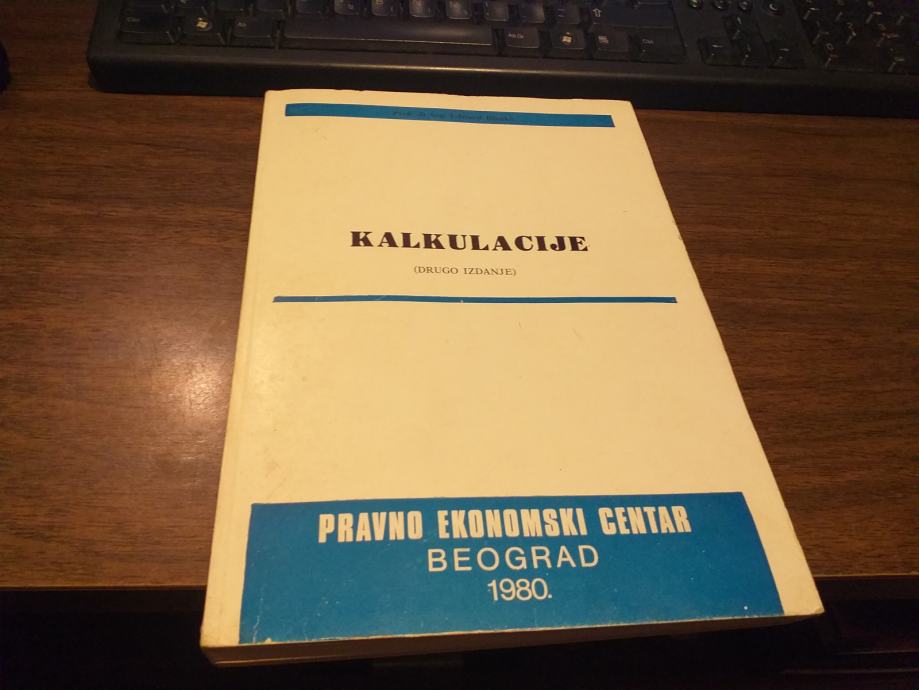 KALKULACIJE
(DRUGO IZDANJE)
PRAVNO EKONOMSKI CENTAR
BEOGRAD
1980.